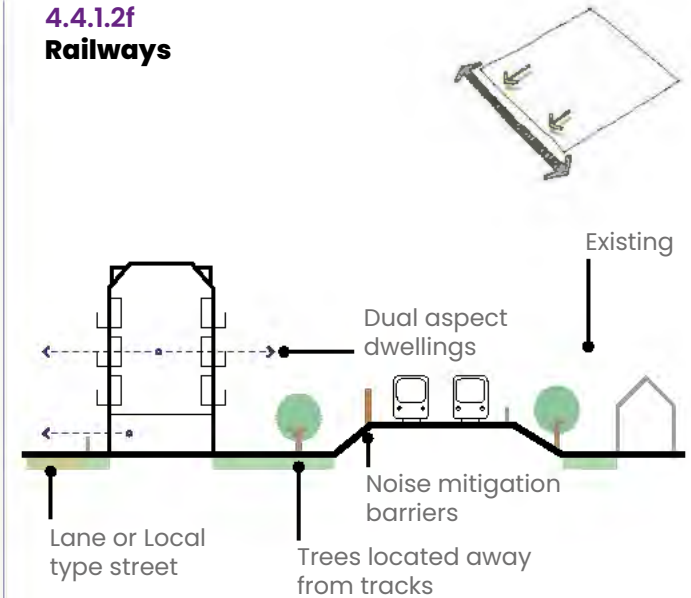 4.4.1.2f
Railways
Existing
Dual aspect
dwellings
Noise mitigation
barriers
Lane or Local
type street
Trees located away
from tracks